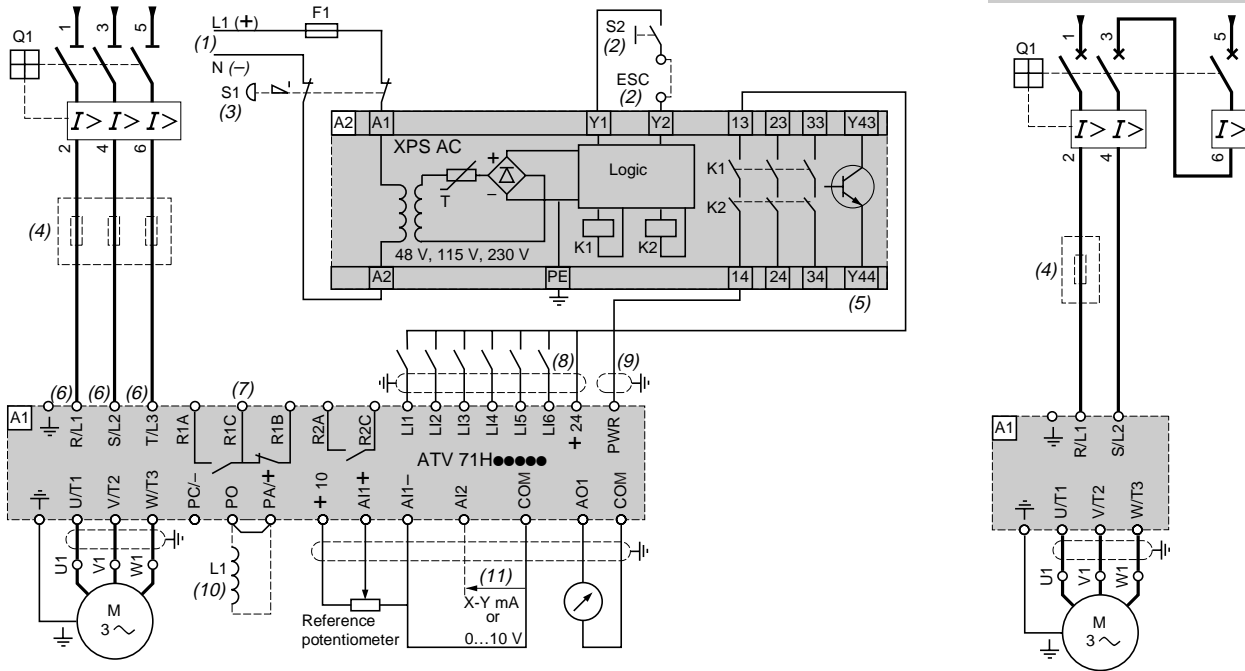 Q1
1
3
5
I>
I>
I>
2
4
6
(4)
L1 (+)
F1
(1)
N (–)
S1
(3)
S2
(2)
ESC
(2)
A2
A1
Y1
Y2
13
23
33
Y43
XPS AC
+
–
T
Logic
K1
K2
K1
K2
48 V, 115 V, 230 V
A2
PE
14
24
34
Y44
(5)
(6)
(6)
(6)
(7)
(8)
(9)
A1
R/L1
S/L2
T/L3
R1A
R1C
R1B
R2A
R2C
LI1
LI2
LI3
LI4
LI5
LI6
+ 24
PWR
ATV 71H●●●●●
U/T1
V/T2
W/T3
PC/–
PO
PA/+
+ 10
AI1+
AI1–
AI2
COM
AO1
COM
U1
V1
W1
M
3 ~
L1
(10)
Reference
potentiometer
(11)
X-Y mA
or
0…10 V
Q1
1
3
5
I>
I>
I>
2
4
6
(4)
A1
R/L1
S/L2
U/T1
V/T2
W/T3
U1
V1
W1
M
3 ~